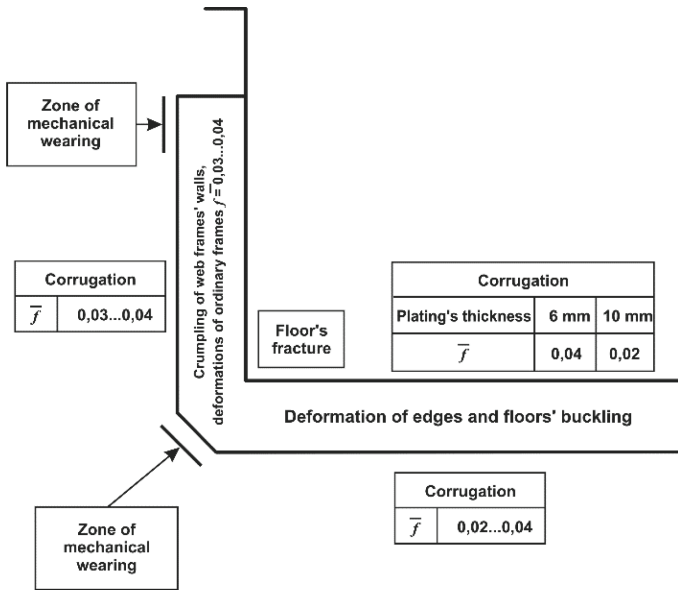 Zone of
mechanical
wearing
Crumpling of web frames' walls,
deformations of ordinary frames f̅ = 0,03...0,04
Corrugation
f̅ 0,03...0,04
Floor's
fracture
Corrugation
Plating's thickness 6 mm 10 mm
f̅ 0,04 0,02
Deformation of edges and floors' buckling
Corrugation
f̅ 0,02...0,04
Zone of
mechanical
wearing